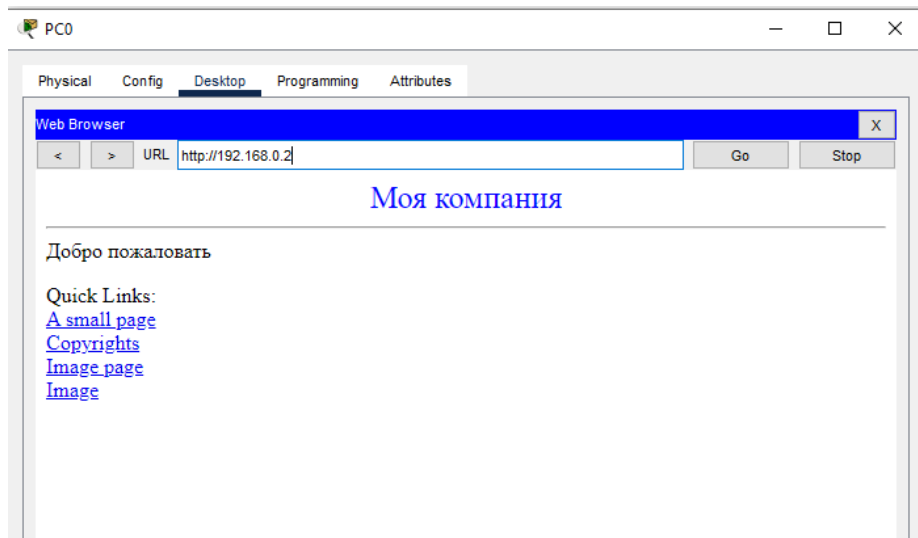 PC0
Physical Config Desktop Programming Attributes
Web Browser X
< > URL http://192.168.0.2 Go Stop
Моя компания
Добро пожаловать
Quick Links:
A small page
Copyrights
Image page
Image